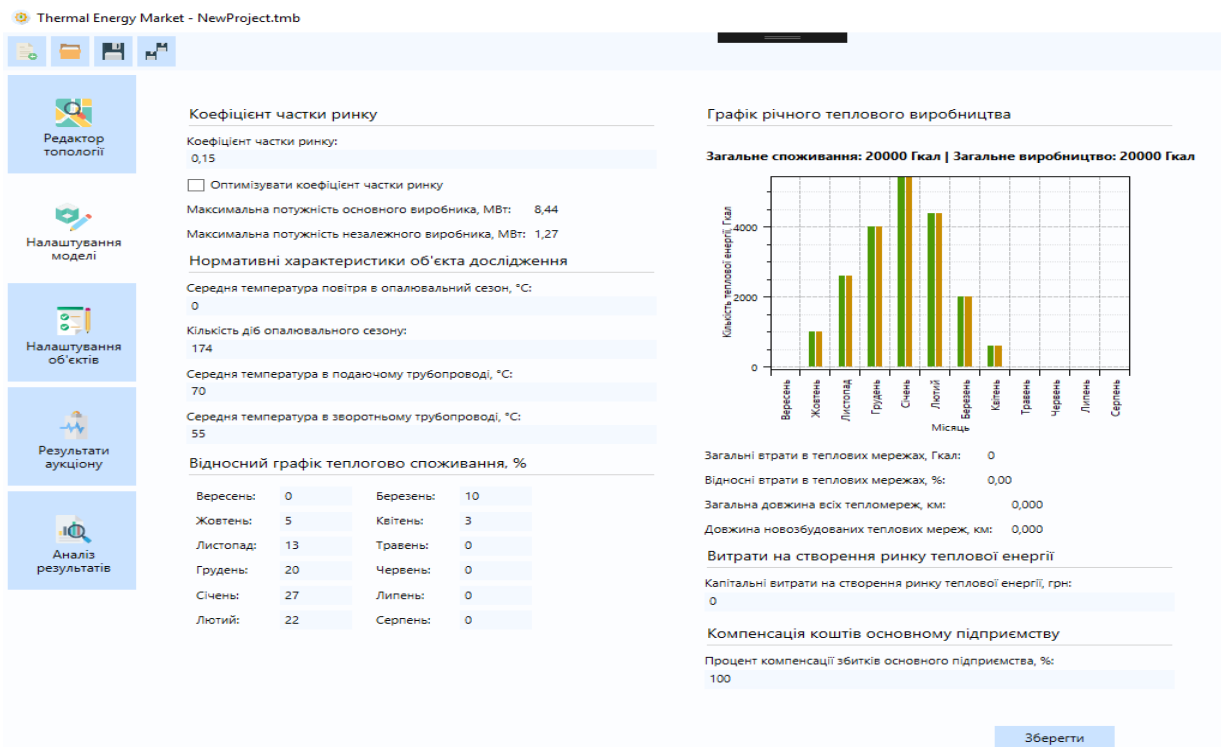 Thermal Energy Market - NewProject.tmb
Редактор
топології
Налаштування
моделі
Налаштування
об'єктів
Результати
аукціону
Аналіз
результатів
Коефіцієнт частки ринку
Коефіцієнт частки ринку:
0,15
Оптимізувати коефіцієнт частки ринку
Максимальна потужність основного виробника, МВт: 8,44
Максимальна потужність незалежного виробника, МВт: 1,27
Нормативні характеристики об'єкта дослідження
Середня температура повітря в опалювальний сезон, °C:
0
Кількість діб опалювального сезону:
174
Середня температура в подаючому трубопроводі, °C:
70
Середня температура в зворотньому трубопроводі, °C:
55
Відносний графік теплогово споживання, %
Вересень: 0 Березень: 10
Жовтень: 5 Квітень: 3
Листопад: 13 Травень: 0
Грудень: 20 Червень: 0
Січень: 27 Липень: 0
Лютий: 22 Серпень: 0
Графік річного теплового виробництва
Загальне споживання: 20000 Гкал | Загальне виробництво: 20000 Гкал
Кількість теплової енергії, Гкал
4000
2000
0
Вересень
Жовтень
Листопад
Грудень
Січень
Лютий
Березень
Квітень
Травень
Червень
Липень
Серпень
Місяць
Загальні втрати в теплових мережах, Гкал: 0
Відносні втрати в теплових мережах, %: 0,00
Загальна довжина всіх тепломереж, км: 0,000
Довжина новозбудованих теплових мереж, км: 0,000
Витрати на створення ринку теплової енергії
Капітальні витрати на створення ринку теплової енергії, грн:
0
Компенсація коштів основному підприємству
Процент компенсації збитків основного підприємства, %:
100
Зберегти